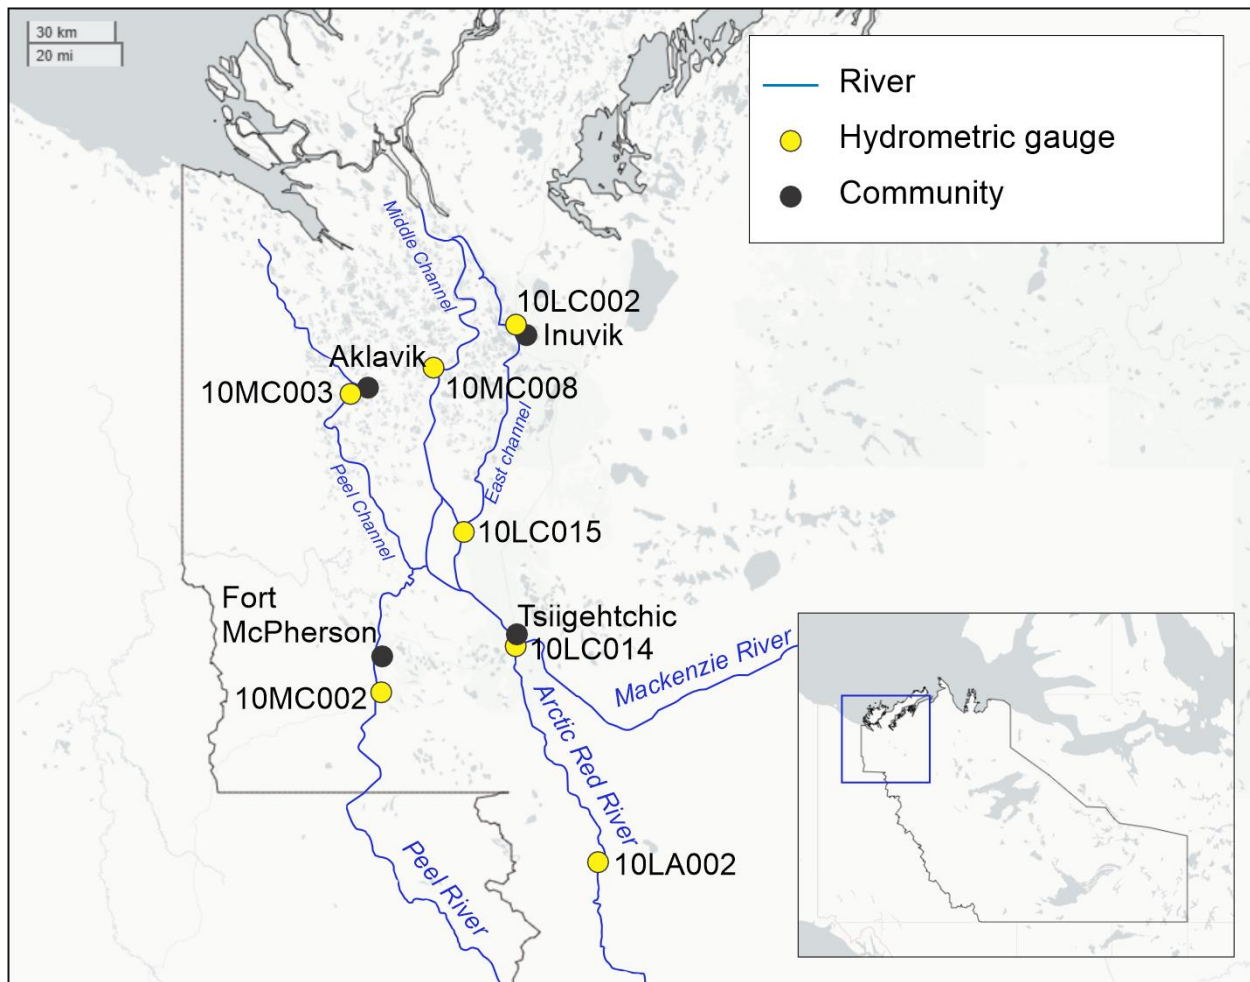 30 km
20 mi
River
Hydrometric gauge
Community
Middle Channel
10LC002
Inuvik
Aklavik
10MC003
10MC008
East channel
Peel Channel
10LC015
Fort
McPherson
Tsiigehtchic
10LC014
Mackenzie River
10MC002
Arctic Red River
Peel River
10LA002